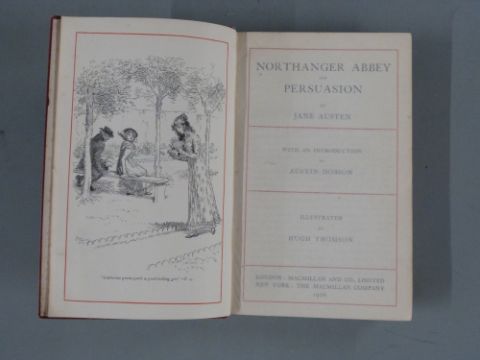 NORTHANGER ABBEY
AND
PERSUASION
BY
JANE AUSTEN
WITH AN INTRODUCTION
BY
AUSTIN DOBSON
ILLUSTRATED
BY
HUGH THOMSON
LONDON: MACMILLAN AND CO., LIMITED
NEW YORK: THE MACMILLAN COMPANY